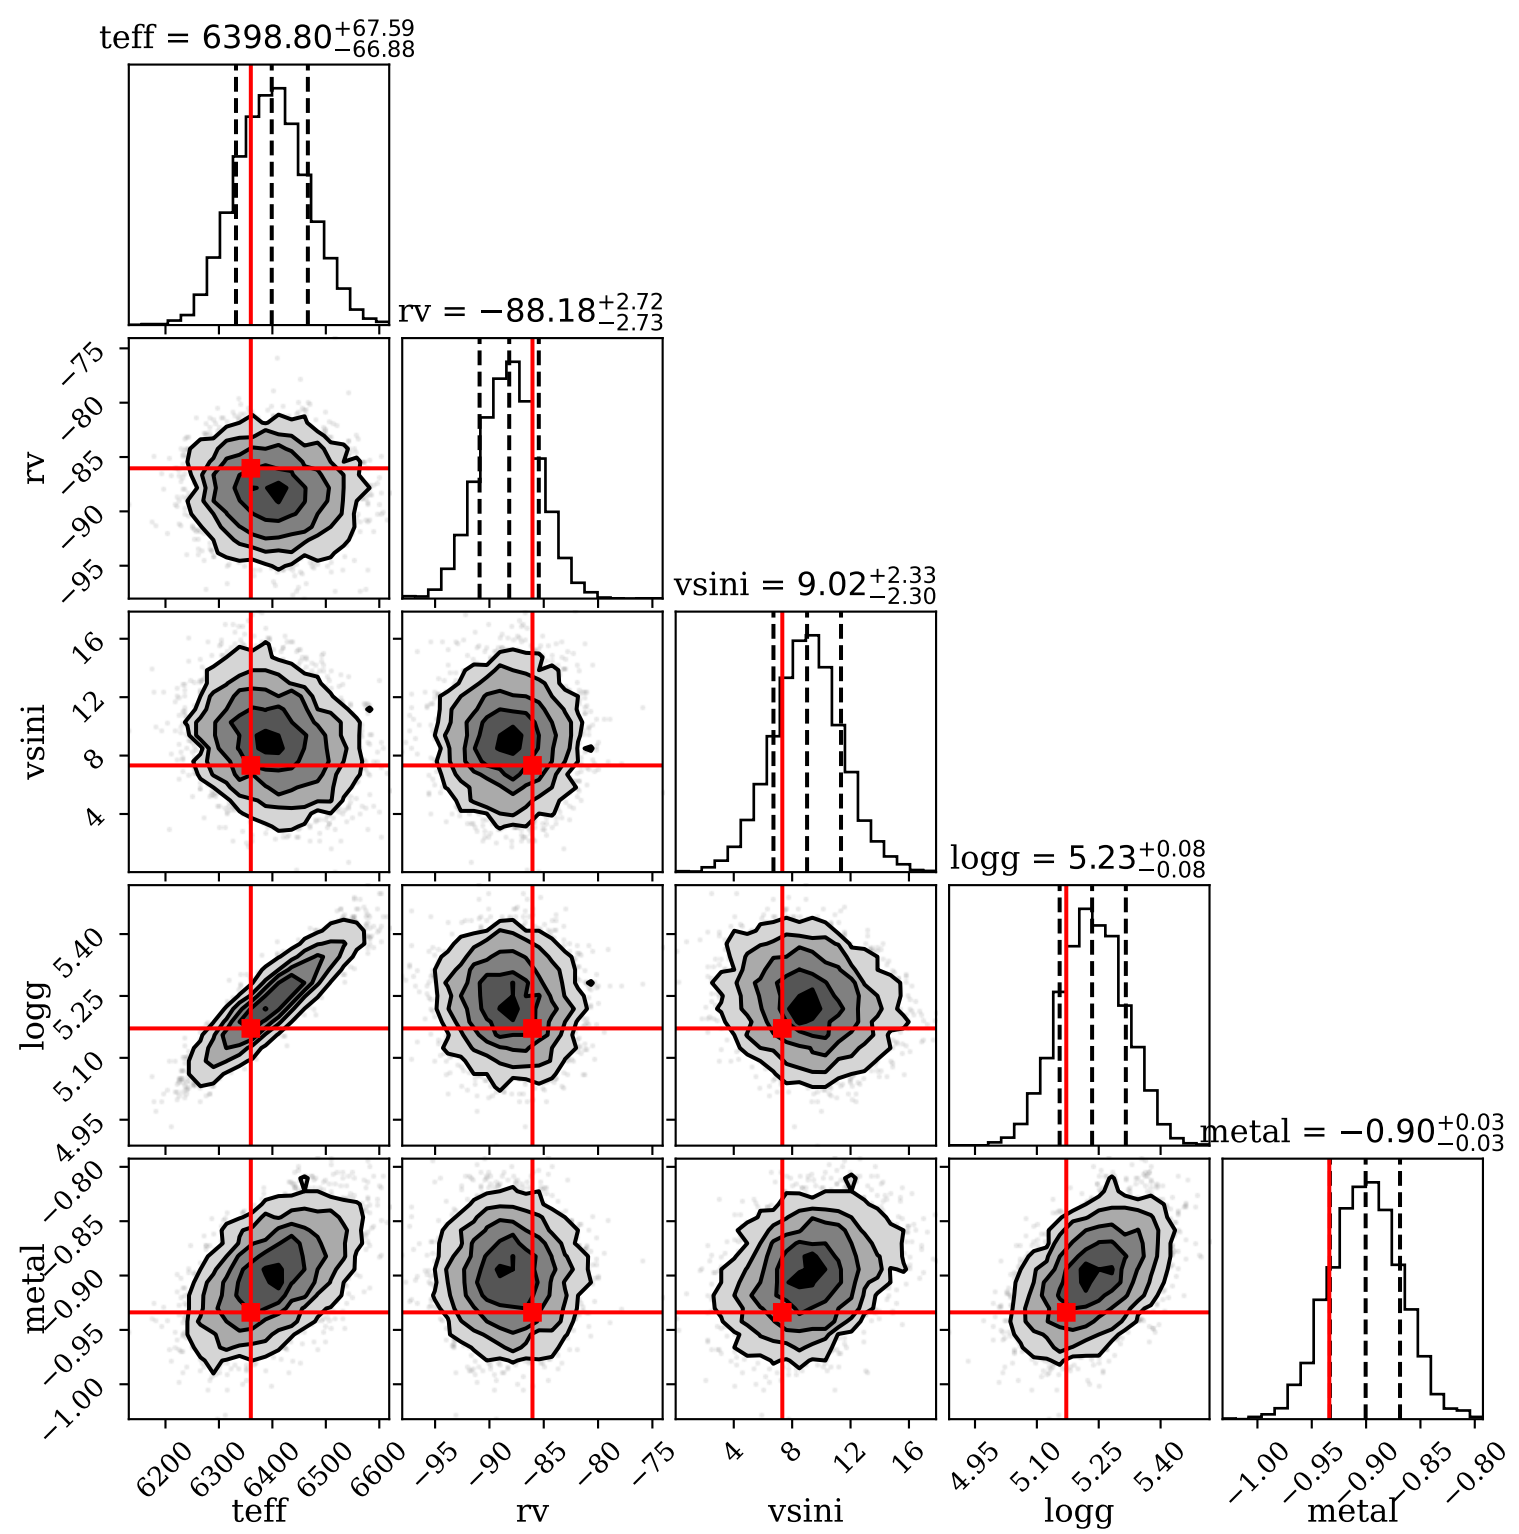 teff = 6398.80+67.59−66.88
rv = −88.18+2.72−2.73
−75
−80
−85
−90
−95
rv
vsini = 9.02+2.33−2.30
16
12
8
4
vsini
logg = 5.23+0.08−0.08
5.40
5.25
5.10
4.95
logg
metal = −0.90+0.03−0.03
−0.80
−0.85
−0.90
−0.95
−1.00
metal
6200 6300 6400 6500 6600 −95 −90 −85 −80 −75 4 8 12 16 4.95 5.10 5.25 5.40 −1.00 −0.95 −0.90 −0.85 −0.80
teff rv vsini logg metal